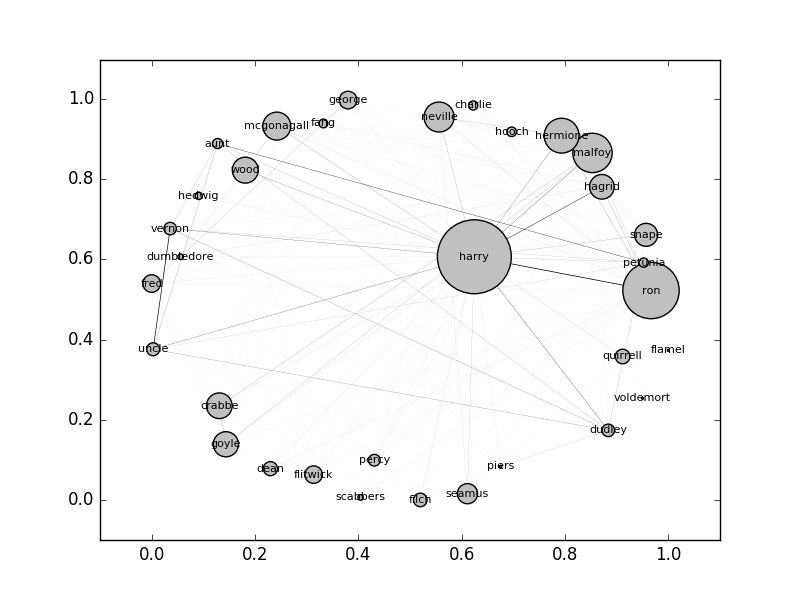 1.0
0.8
0.6
0.4
0.2
0.0
0.0
0.2
0.4
0.6
0.8
1.0
george
charlie
mcgonagall
fang
neville
hooch
hermione
aunt
malfoy
wood
hagrid
hedwig
vernon
snape
dumbledore
harry
petunia
fred
ron
uncle
quirrell
flamel
crabbe
voldemort
goyle
dudley
dean
flitwick
percy
piers
scabbers
filch
seamus